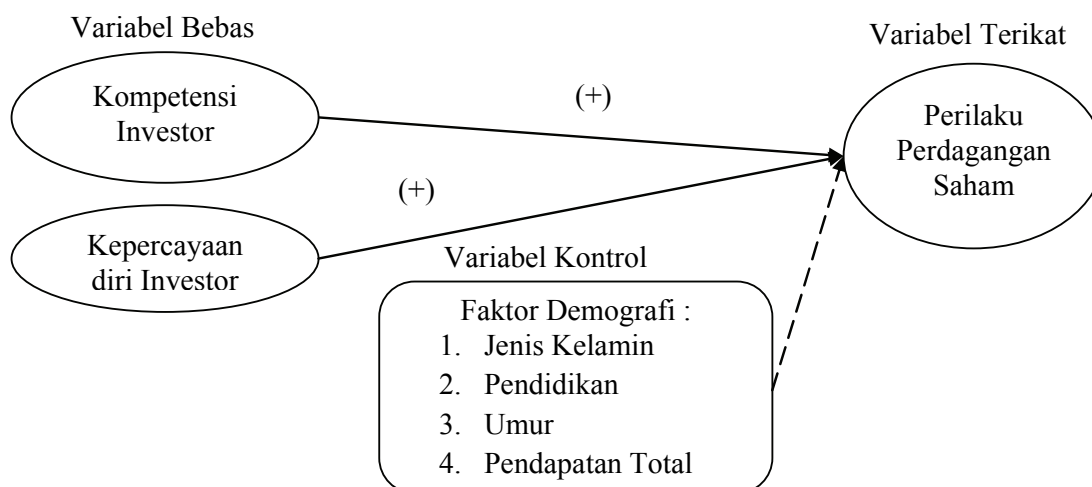 Variabel Bebas
Kompetensi
Investor
(+)
Variabel Terikat
Perilaku
Perdagangan
Saham
Kepercayaan
diri Investor
(+)
Variabel Kontrol
Faktor Demografi :
1. Jenis Kelamin
2. Pendidikan
3. Umur
4. Pendapatan Total